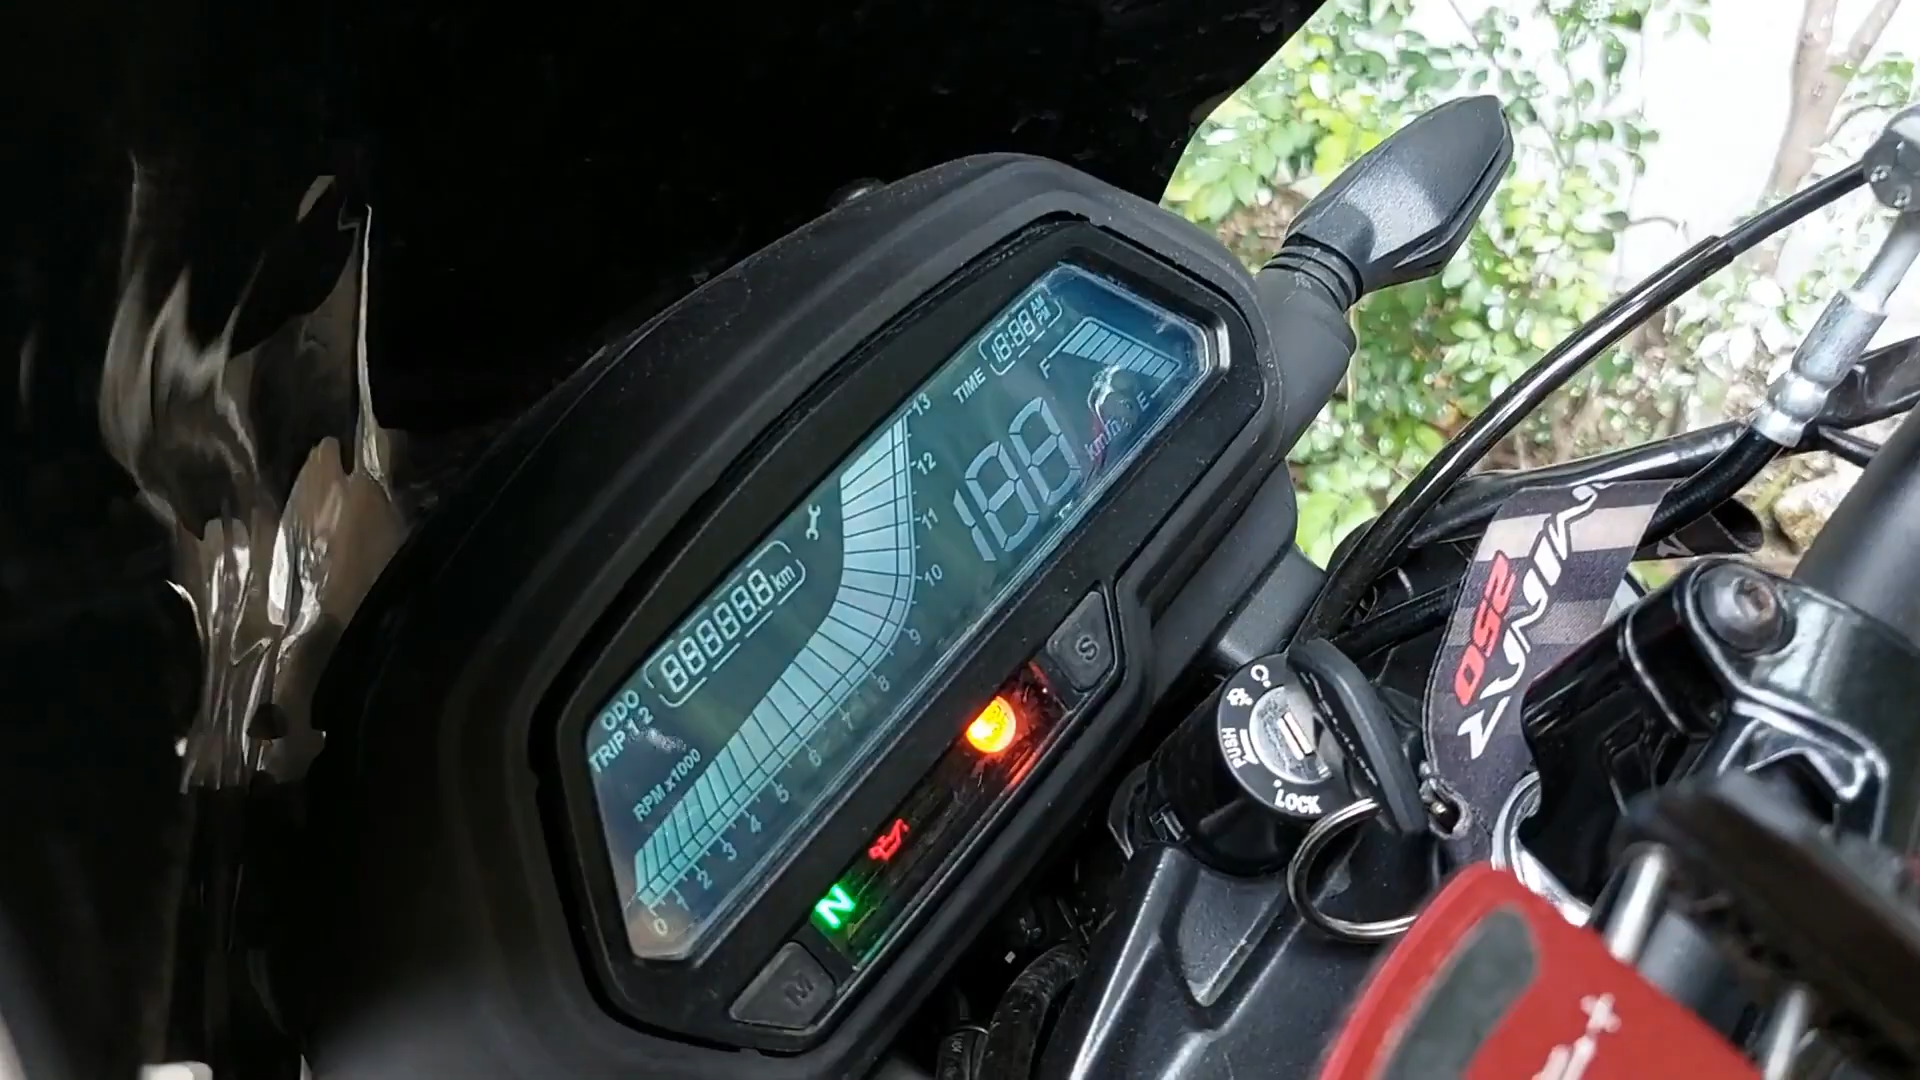 TIME 18:88 AM PM
F
E
188 km/h
ODO 888888 km
TRIP 1 2
RPM x1000
0 1 2 3 4 5 6 7 8 9 10 11 12 13
S
N
M
PUSH
LOCK
250